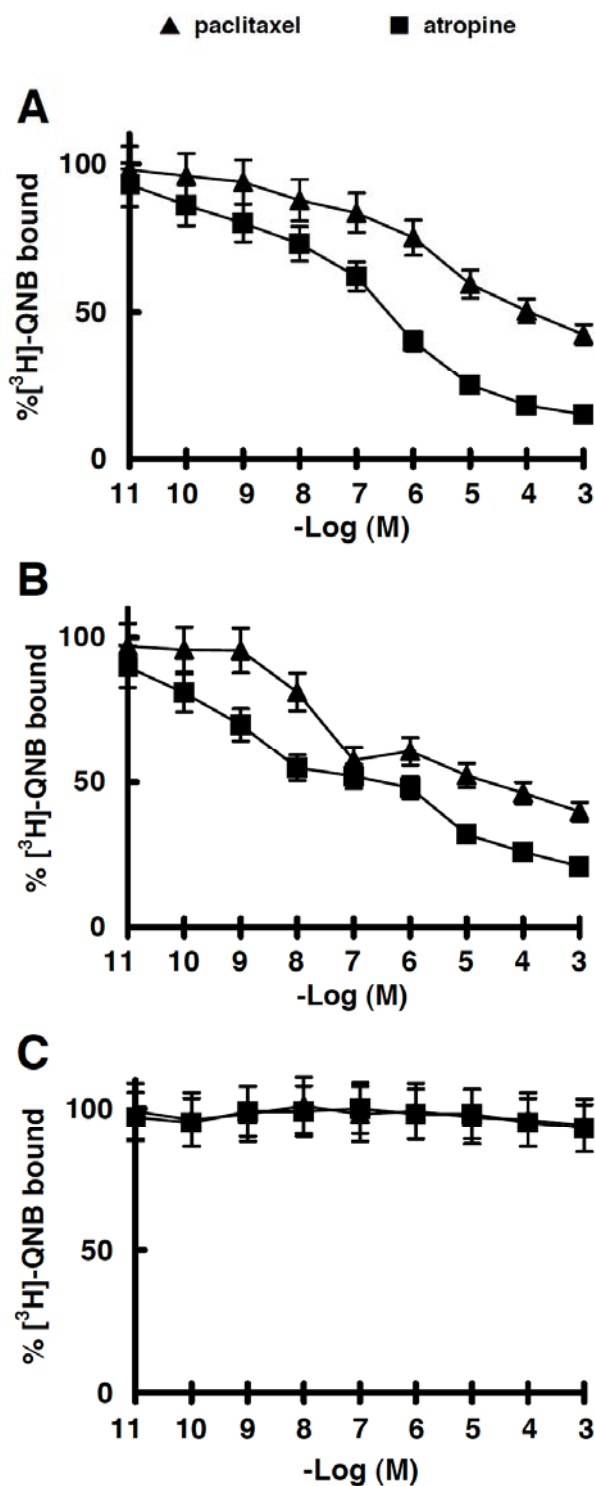 ▲ paclitaxel ■ atropine
A
100
50
0
%[³H]-QNB bound
11 10 9 8 7 6 5 4 3
-Log (M)
B
100
50
0
% [³H]-QNB bound
11 10 9 8 7 6 5 4 3
-Log (M)
C
100
50
0
% [³H]-QNB bound
11 10 9 8 7 6 5 4 3
-Log (M)